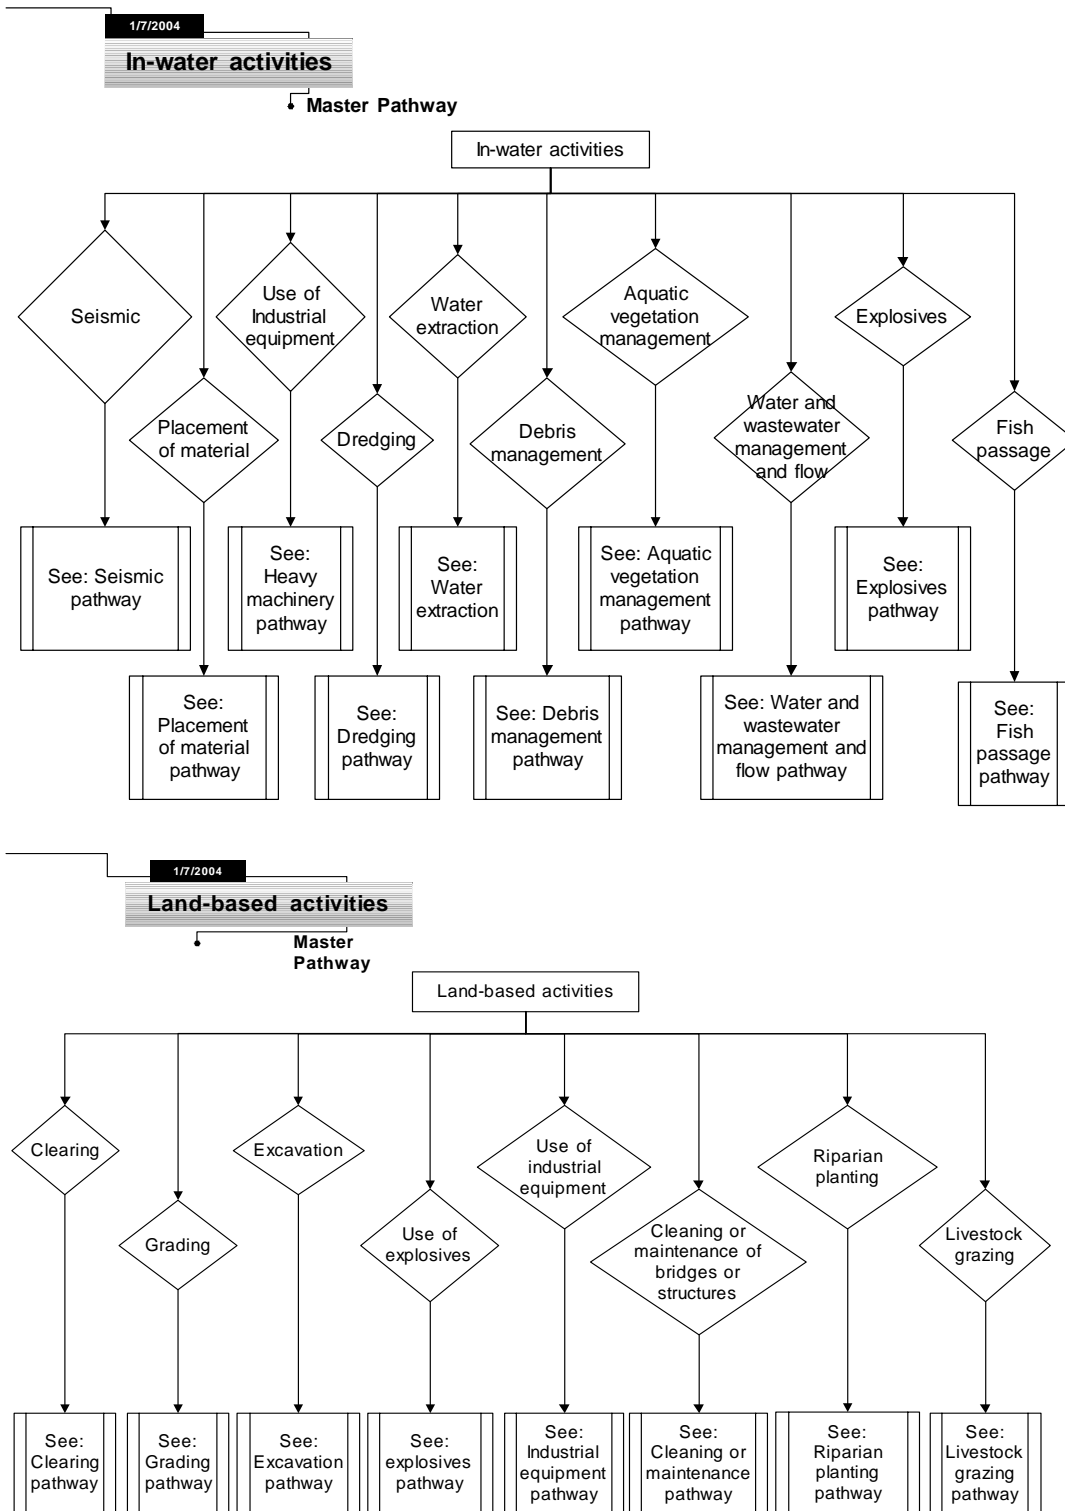 1/7/2004
In-water activities
Master Pathway
In-water activities
Seismic
Use of
Industrial
equipment
Water
extraction
Aquatic
vegetation
management
Explosives
Placement
of material
Dredging
Debris
management
Water and
wastewater
management
and flow
Fish
passage
See: Seismic
pathway
See:
Heavy
machinery
pathway
See:
Water
extraction
See: Aquatic
vegetation
management
pathway
See:
Explosives
pathway
See:
Placement
of material
pathway
See:
Dredging
pathway
See: Debris
management
pathway
See: Water and
wastewater
management and
flow pathway
See:
Fish
passage
pathway
1/7/2004
Land-based activities
Master
Pathway
Land-based activities
Clearing
Excavation
Use of
industrial
equipment
Riparian
planting
Grading
Use of
explosives
Cleaning or
maintenance of
bridges or
structures
Livestock
grazing
See:
Clearing
pathway
See:
Grading
pathway
See:
Excavation
pathway
See:
explosives
pathway
See:
Industrial
equipment
pathway
See:
Cleaning or
maintenance
pathway
See:
Riparian
planting
pathway
See:
Livestock
grazing
pathway